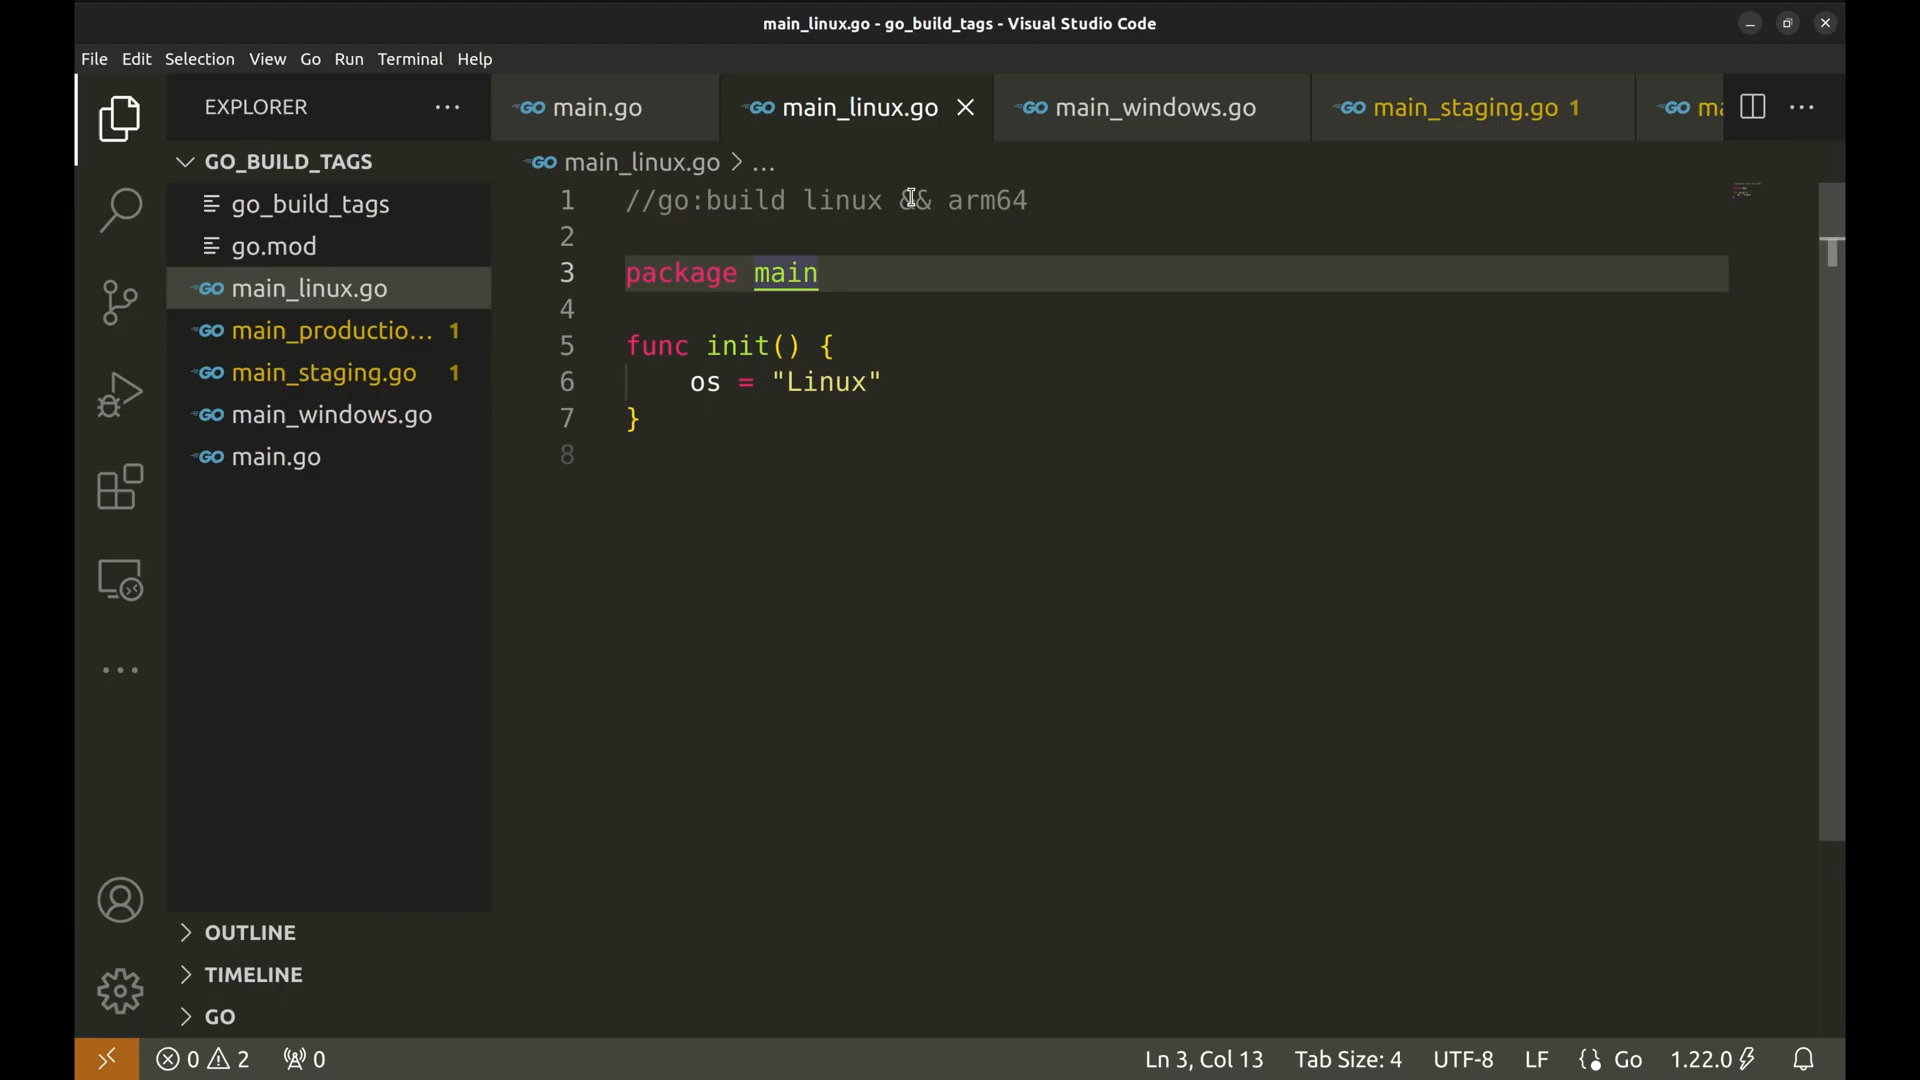 main_linux.go - go_build_tags - Visual Studio Code
File Edit Selection View Go Run Terminal Help
EXPLORER
GO_BUILD_TAGS
go_build_tags
go.mod
GO main_linux.go
GO main_productio... 1
GO main_staging.go 1
GO main_windows.go
GO main.go
OUTLINE
TIMELINE
GO
GO main.go GO main_linux.go GO main_windows.go GO main_staging.go 1 GO
GO main_linux.go > ...
1 //go:build linux && arm64
2
3 package main
4
5 func init() {
6 os = "Linux"
7 }
8
0 2 0 Ln 3, Col 13 Tab Size: 4 UTF-8 LF Go 1.22.0